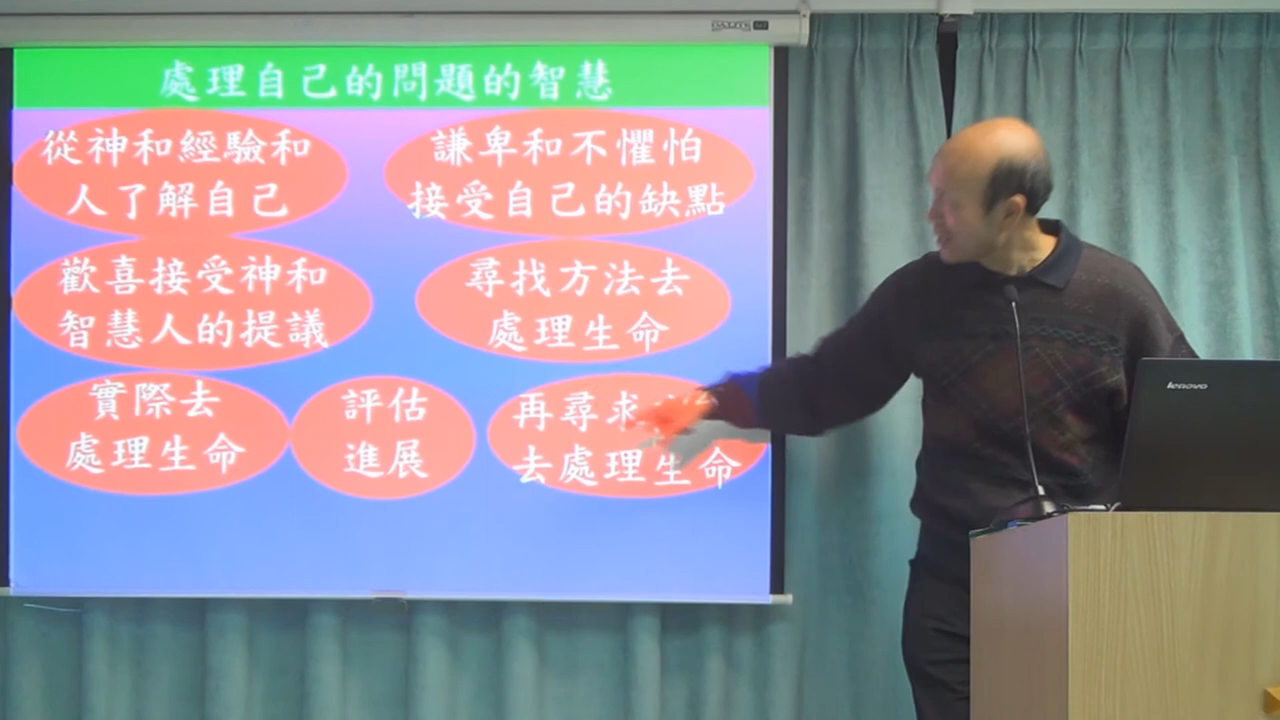 處理自己的問題的智慧
從神和經驗和
人了解自己
謙卑和不懼怕
接受自己的缺點
歡喜接受神和
智慧人的提議
尋找方法去
處理生命
實際去
處理生命
評估
進展
再尋求
去處理生命
lenovo